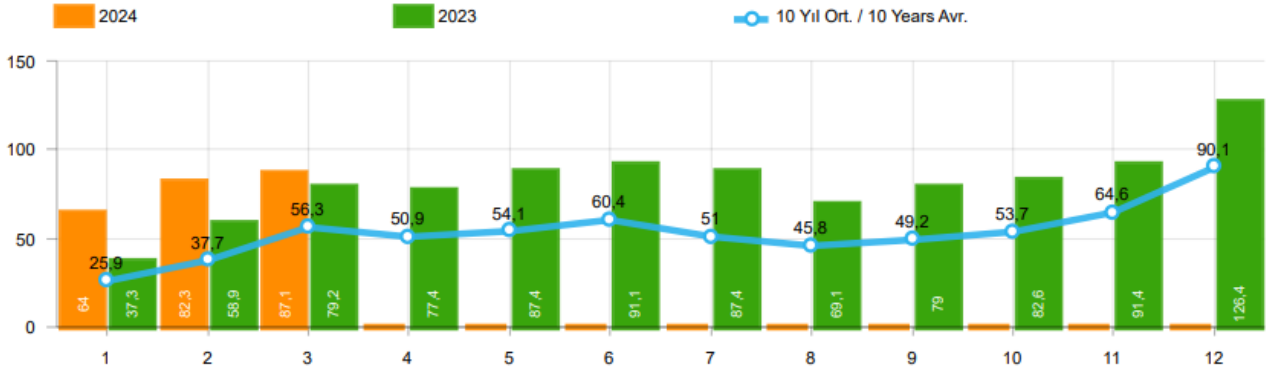 2024 2023 10 Yıl Ort. / 10 Years Avr.
150
100
50
0
25,9 37,7 56,3 50,9 54,1 60,4 51 45,8 49,2 53,7 64,6 90,1
64 37,3 82,3 58,9 87,1 79,2 77,4 87,4 91,1 87,4 69,1 79 82,6 91,4 126,4
1 2 3 4 5 6 7 8 9 10 11 12